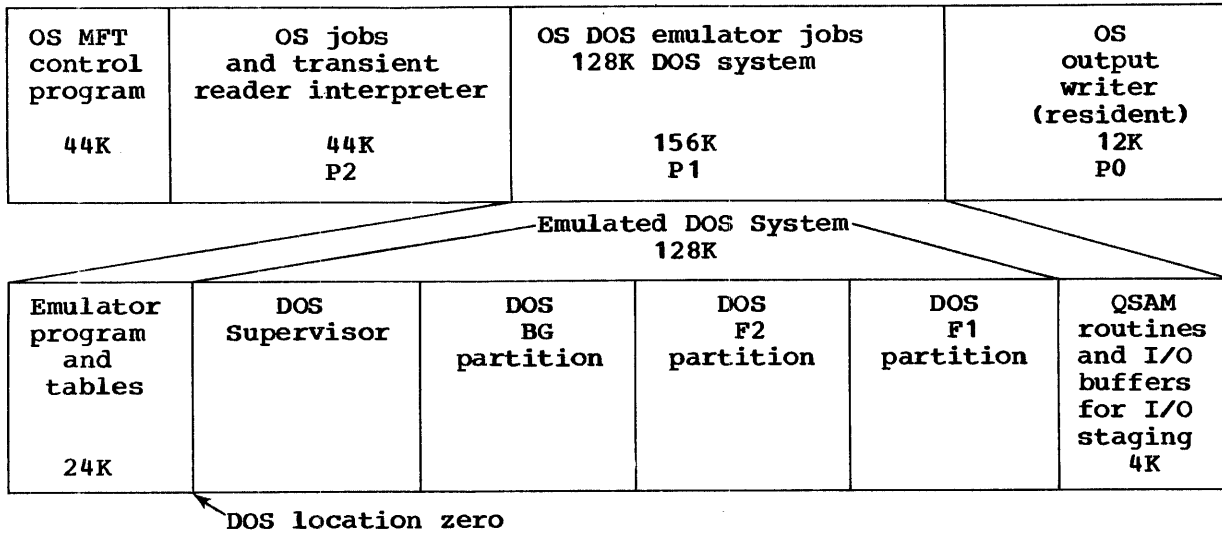 OS MFT
control
program
44K
OS jobs
and transient
reader interpreter
44K
P2
OS DOS emulator jobs
128K DOS system
156K
P1
OS
output
writer
(resident)
12K
P0
Emulated DOS System
128K
Emulator
program
and
tables
24K
DOS
Supervisor
DOS
BG
partition
DOS
F2
partition
DOS
F1
partition
QSAM
routines
and I/O
buffers
for I/O
staging
4K
DOS location zero